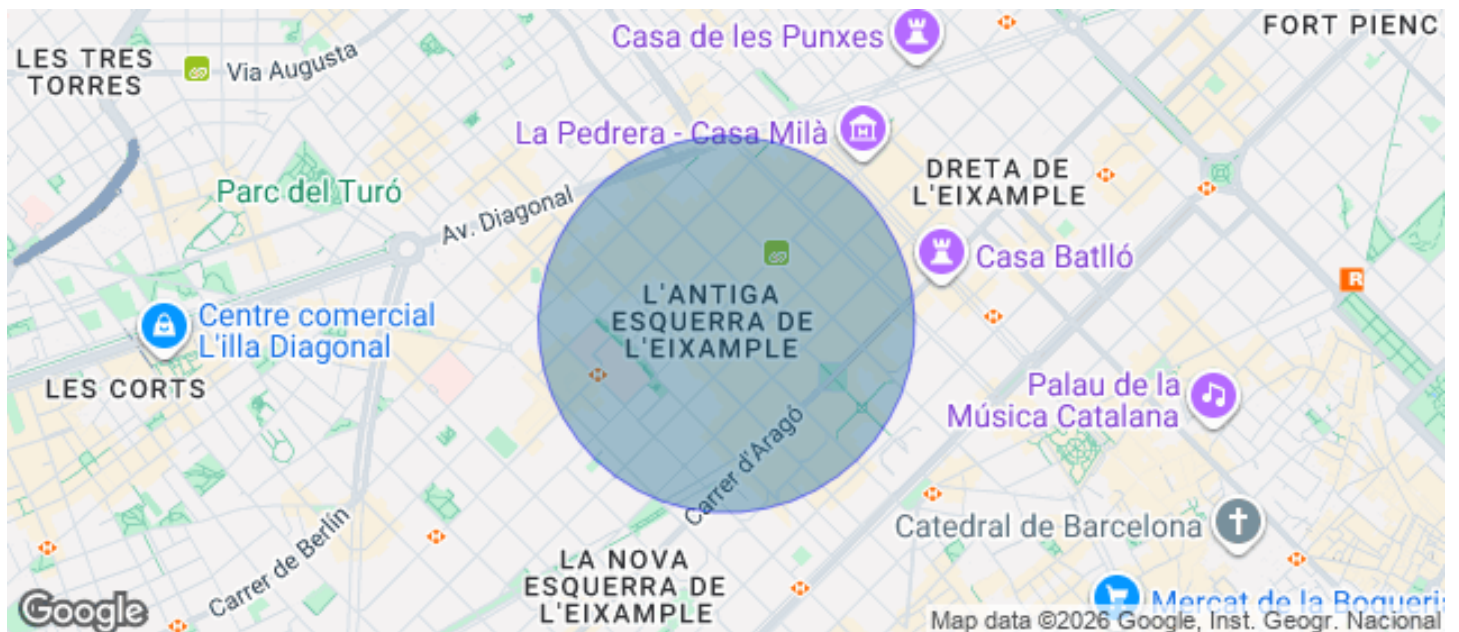 FORT PIENC
Casa de les Punxes
LES TRES
TORRES
Via Augusta
La Pedrera - Casa Milà
DRETA DE
L'EIXAMPLE
Parc del Turó
Av. Diagonal
Casa Batlló
R
L'ANTIGA
ESQUERRA DE
L'EIXAMPLE
Centre comercial
L'illa Diagonal
LES CORTS
Palau de la
Música Catalana
Carrer d'Aragó
Catedral de Barcelona
Carrer de Berlín
LA NOVA
ESQUERRA DE
L'EIXAMPLE
Mercat de la Boqueria
Google
Map data ©2026 Google, Inst. Geogr. Nacional